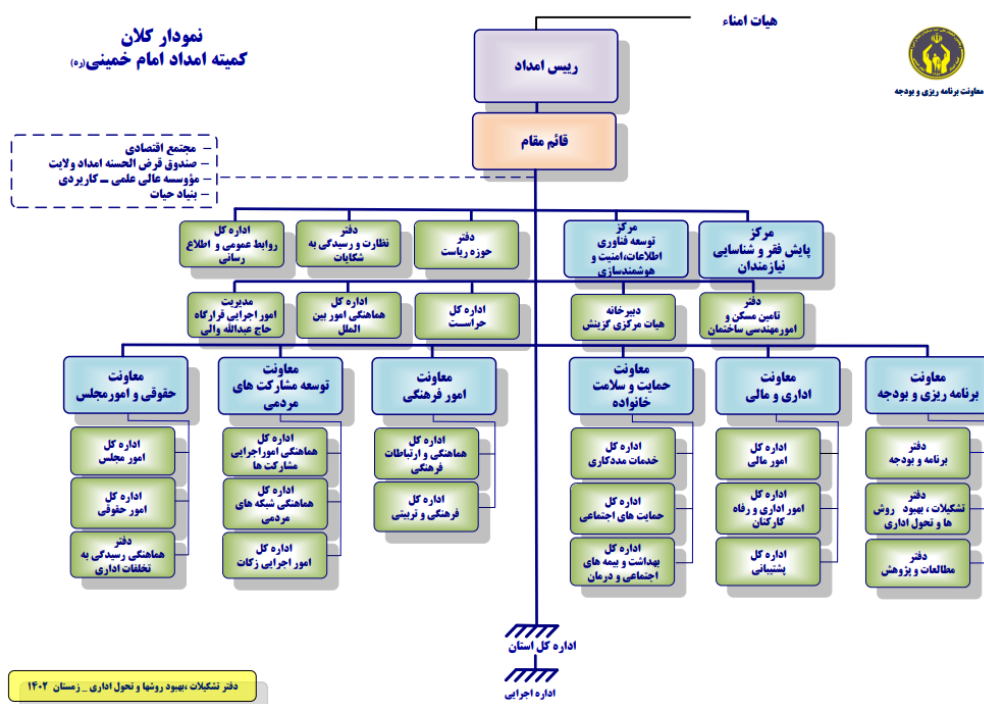 هیات امناء
نمودار کلان
کمیته امداد امام خمینی(ره)
معاونت برنامه ریزی و بودجه
رییس امداد
قائم مقام
– مجتمع اقتصادی
– صندوق قرض الحسنه امداد ولایت
– مؤوسسه عالی علمی – کاربردی
– بنیاد حیات
مرکز
پایش فقر و شناسایی
نیازمندان
مرکز
توسعه فناوری
اطلاعات،امنیت و
هوشمندسازی
دفتر
حوزه ریاست
دفتر
نظارت و رسیدگی به
شکایات
اداره کل
روابط عمومی و اطلاع
رسانی
دفتر
تامین مسکن و
امورمهندسی ساختمان
دبیرخانه
هیات مرکزی گزینش
اداره کل
حراست
اداره کل
هماهنگی امور بین
الملل
مدیریت
امور اجرایی قرارگاه
حاج عبدالله والی
معاونت
برنامه ریزی و بودجه
معاونت
اداری و مالی
معاونت
حمایت و سلامت
خانواده
معاونت
امور فرهنگی
معاونت
توسعه مشارکت های
مردمی
معاونت
حقوقی و امورمجلس
دفتر
برنامه و بودجه
دفتر
تشکیلات ، بهبود روش
ها و تحول اداری
دفتر
مطالعات و پژوهش
اداره کل
امور مالی
اداره کل
امور اداری و رفاه
کارکنان
اداره کل
پشتیبانی
اداره کل
خدمات مددکاری
اداره کل
حمایت های اجتماعی
اداره کل
بهداشت و بیمه های
اجتماعی و درمان
اداره کل
هماهنگی و ارتباطات
فرهنگی
اداره کل
فرهنگی و تربیتی
اداره کل
هماهنگی اموراجرایی
مشارکت ها
اداره کل
هماهنگی شبکه های
مردمی
اداره کل
امور اجرایی زکات
اداره کل
امور مجلس
اداره کل
امور حقوقی
دفتر
هماهنگی رسیدگی به
تخلفات اداری
اداره کل استان
اداره اجرایی
دفتر تشکیلات ،بهبود روشها و تحول اداری _ زمستان ۱۴۰۲